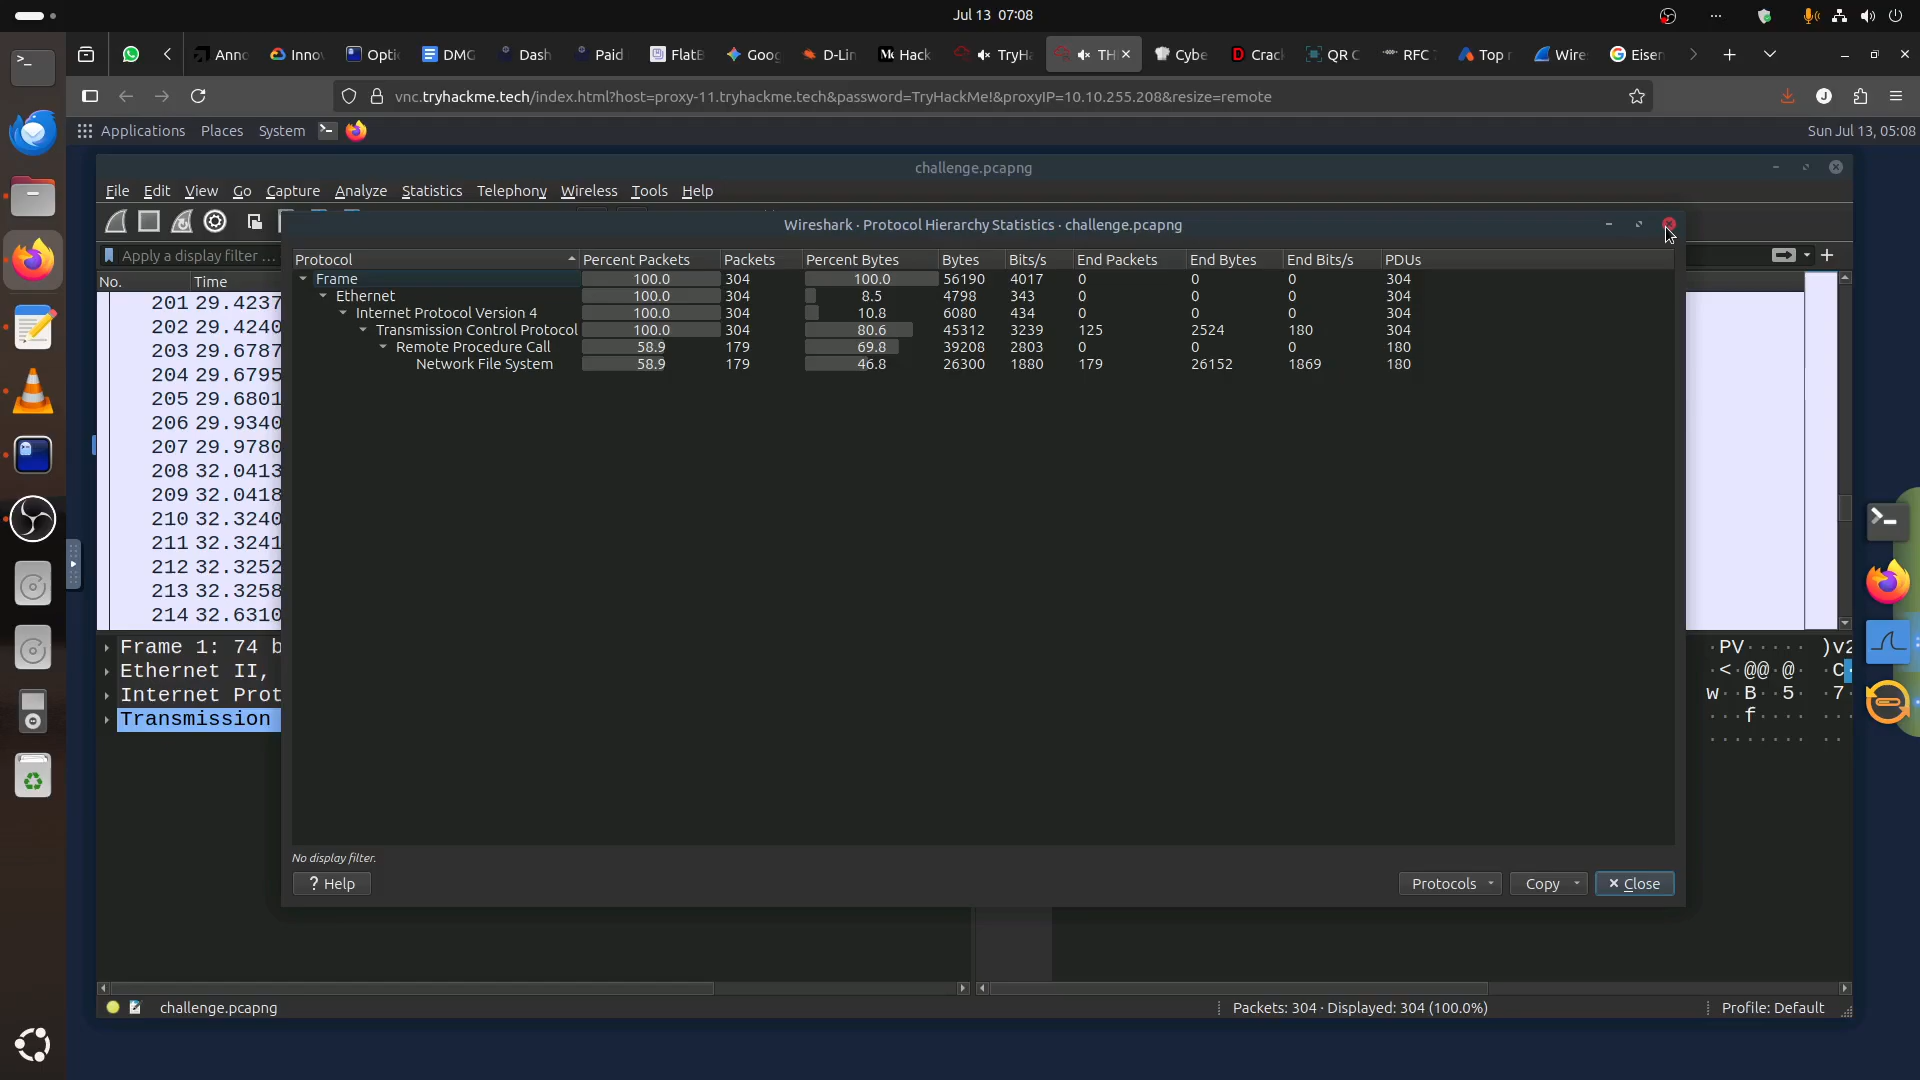 Jul 13 07:08
Anno
Innov
Opti
DMG
Dash
Paid
FlatB
Goog
D-Lin
Hack
TryHa
TH
Cybe
Crac
QR C
RFC
Top
Wire
Eisen
vnc.tryhackme.tech/index.html?host=proxy-11.tryhackme.tech&password=TryHackMe!&proxyIP=10.10.255.208&resize=remote
Applications Places System
Sun Jul 13, 05:08
challenge.pcapng
File Edit View Go Capture Analyze Statistics Telephony Wireless Tools Help
Wireshark · Protocol Hierarchy Statistics · challenge.pcapng
Apply a display filter ...
No. Time
201 29.4237
202 29.4240
203 29.6787
204 29.6795
205 29.6801
206 29.9340
207 29.9780
208 32.0413
209 32.0418
210 32.3240
211 32.3241
212 32.3252
213 32.3258
214 32.6310
Protocol Percent Packets Packets Percent Bytes Bytes Bits/s End Packets End Bytes End Bits/s PDUs
Frame 100.0 304 100.0 56190 4017 0 0 0 304
Ethernet 100.0 304 8.5 4798 343 0 0 0 304
Internet Protocol Version 4 100.0 304 10.8 6080 434 0 0 0 304
Transmission Control Protocol 100.0 304 80.6 45312 3239 125 2524 180 304
Remote Procedure Call 58.9 179 69.8 39208 2803 0 0 0 180
Network File System 58.9 179 46.8 26300 1880 179 26152 1869 180
Frame 1: 74 b
Ethernet II,
Internet Prot
Transmission
·PV····· )v2
·<·@@·@· ·C
w··B··5· ·7·
···f···· ···
········ ··
No display filter.
? Help
Protocols Copy Close
challenge.pcapng
Packets: 304 · Displayed: 304 (100.0%)
Profile: Default